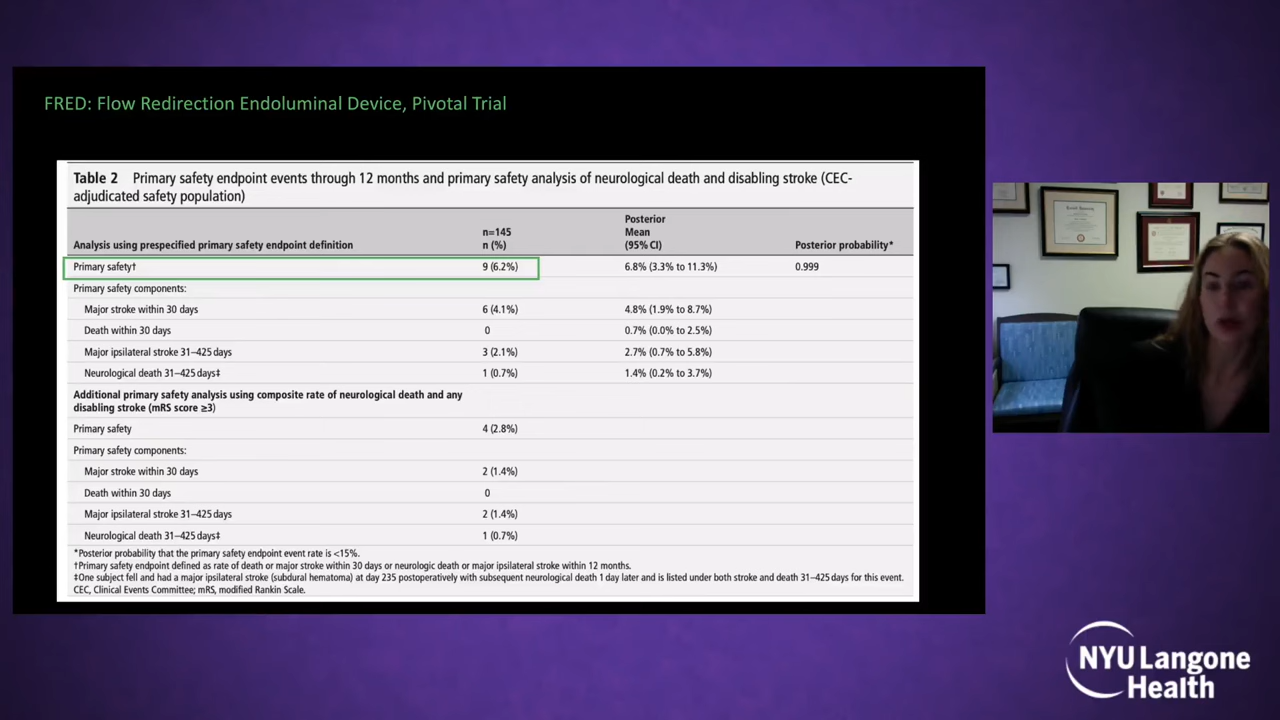 FRED: Flow Redirection Endoluminal Device, Pivotal Trial
Table 2 Primary safety endpoint events through 12 months and primary safety analysis of neurological death and disabling stroke (CEC-
adjudicated safety population)
Analysis using prespecified primary safety endpoint definition n=145 n (%) Posterior Mean (95% CI) Posterior probability*
Primary safety† 9 (6.2%) 6.8% (3.3% to 11.3%) 0.999
Primary safety components:
Major stroke within 30 days 6 (4.1%) 4.8% (1.9% to 8.7%)
Death within 30 days 0 0.7% (0.0% to 2.5%)
Major ipsilateral stroke 31–425 days 3 (2.1%) 2.7% (0.7% to 5.8%)
Neurological death 31–425 days‡ 1 (0.7%) 1.4% (0.2% to 3.7%)
Additional primary safety analysis using composite rate of neurological death and any
disabling stroke (mRS score ≥3)
Primary safety 4 (2.8%)
Primary safety components:
Major stroke within 30 days 2 (1.4%)
Death within 30 days 0
Major ipsilateral stroke 31–425 days 2 (1.4%)
Neurological death 31–425 days‡ 1 (0.7%)
*Posterior probability that the primary safety endpoint event rate is <15%.
†Primary safety endpoint defined as rate of death or major stroke within 30 days or neurologic death or major ipsilateral stroke within 12 months.
‡One subject fell and had a major ipsilateral stroke (subdural hematoma) at day 235 postoperatively with subsequent neurological death 1 day later and is listed under both stroke and death 31–425 days for this event.
CEC, Clinical Events Committee; mRS, modified Rankin Scale.
NYU Langone
Health